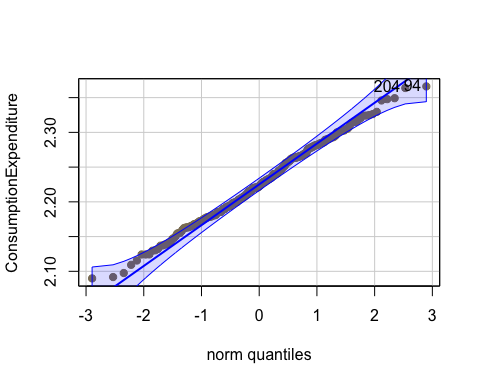 204 94
ConsumptionExpenditure
2.30
2.20
2.10
-3 -2 -1 0 1 2 3
norm quantiles